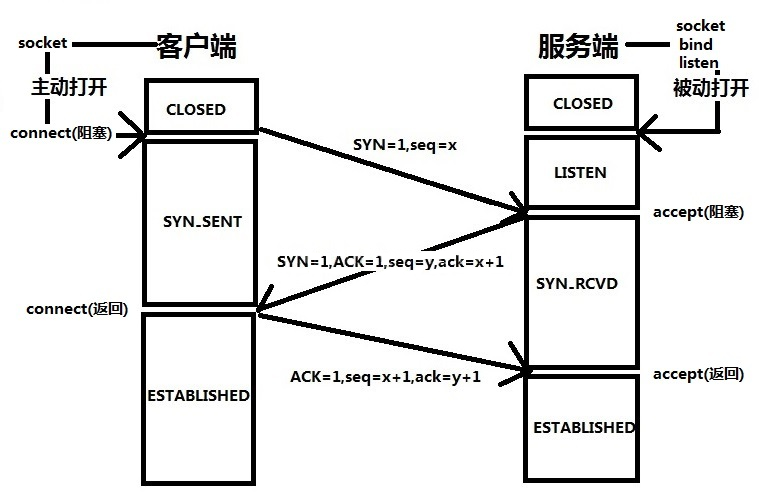 socket
客户端
服务端
socket
bind
listen
主动打开
被动打开
CLOSED
CLOSED
connect(阻塞)
SYN=1,seq=x
LISTEN
SYN_SENT
accept(阻塞)
SYN=1,ACK=1,seq=y,ack=x+1
SYN_RCVD
connect(返回)
ACK=1,seq=x+1,ack=y+1
accept(返回)
ESTABLISHED
ESTABLISHED